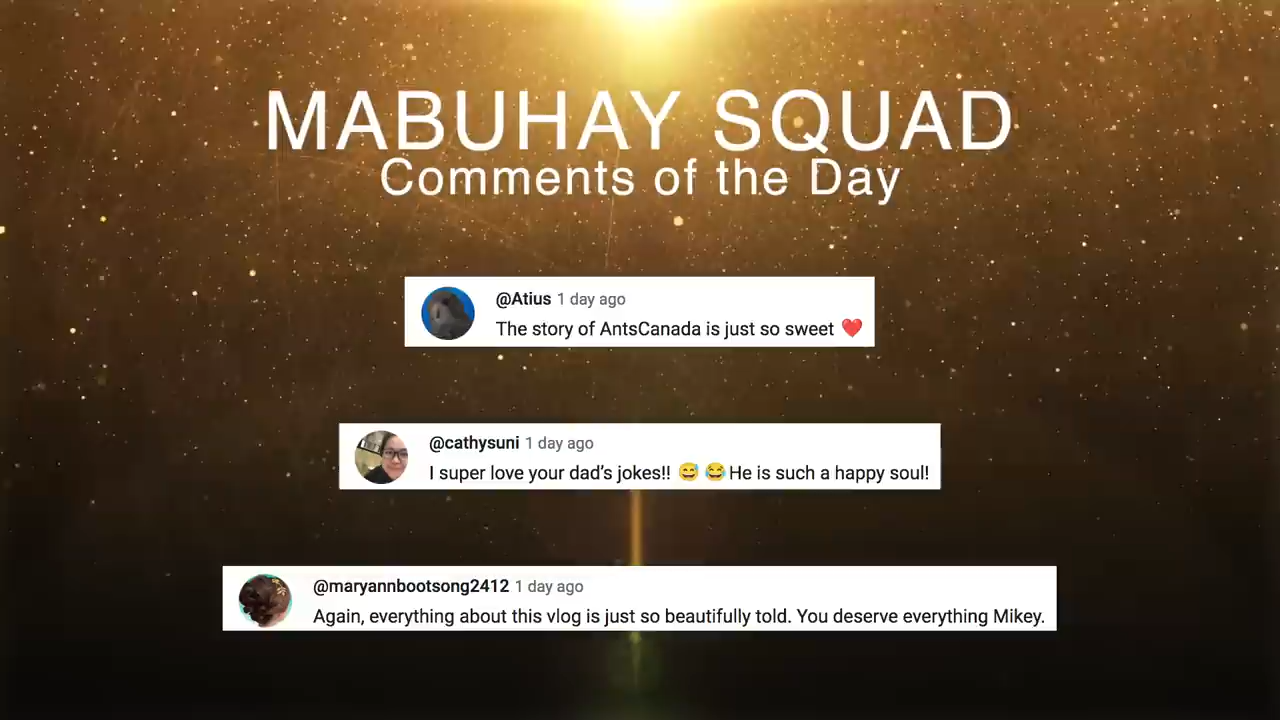 MABUHAY SQUAD
Comments of the Day
@Atius 1 day ago
The story of AntsCanada is just so sweet ❤️
@cathysuni 1 day ago
I super love your dad’s jokes!! 😅 😂 He is such a happy soul!
@maryannbootsong2412 1 day ago
Again, everything about this vlog is just so beautifully told. You deserve everything Mikey.